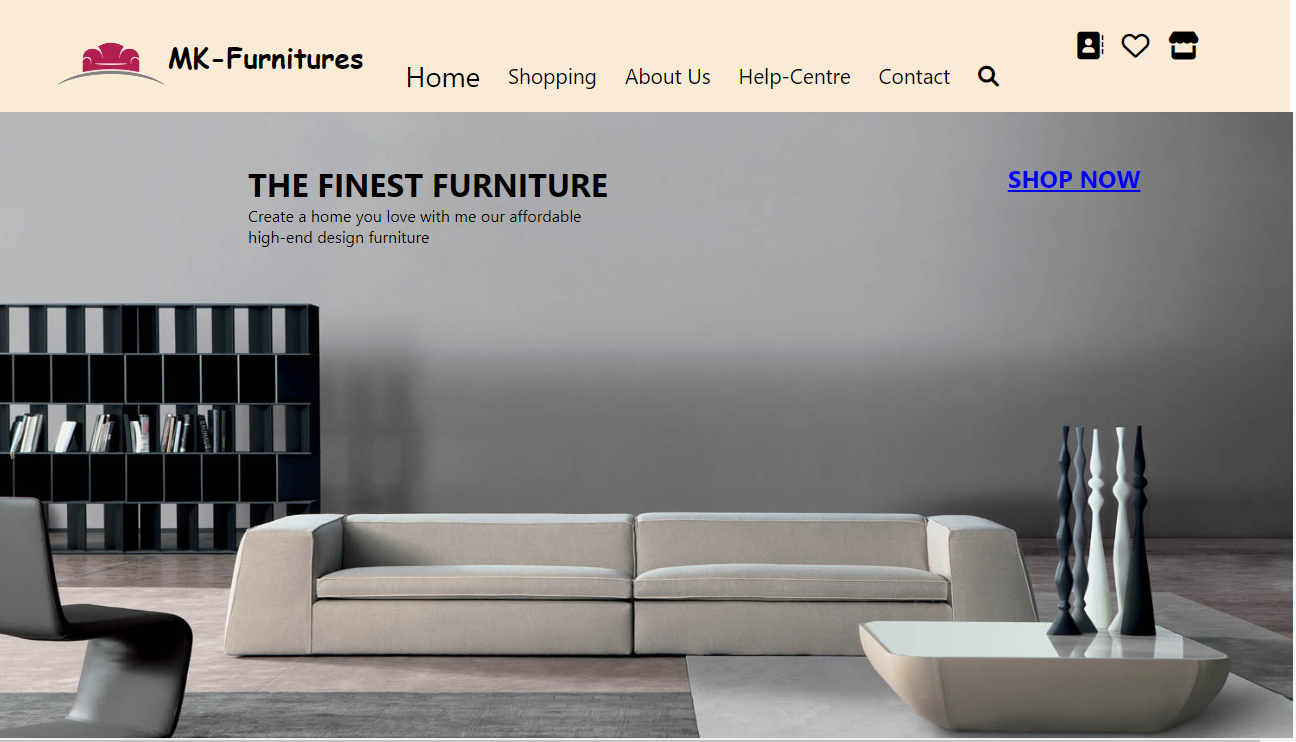 MK-Furnitures
Home Shopping About Us Help-Centre Contact
THE FINEST FURNITURE
Create a home you love with me our affordable
high-end design furniture
SHOP NOW